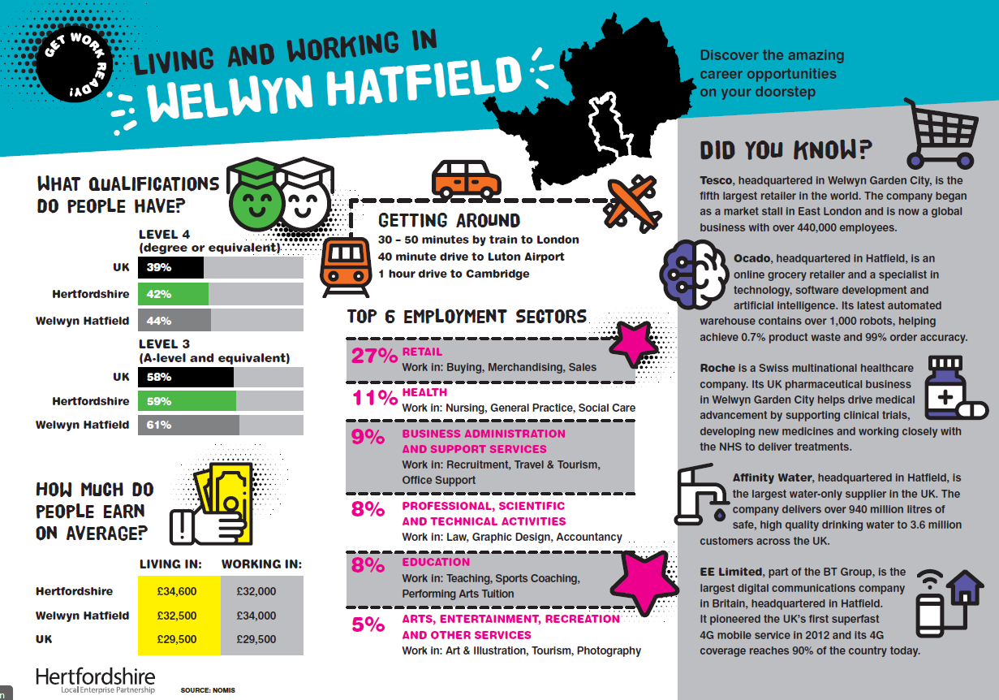 GET WORK READY!
LIVING AND WORKING IN
WELWYN HATFIELD
Discover the amazing
career opportunities
on your doorstep
WHAT QUALIFICATIONS
DO PEOPLE HAVE?
LEVEL 4
(degree or equivalent)
UK 39%
Hertfordshire 42%
Welwyn Hatfield 44%
LEVEL 3
(A-level and equivalent)
UK 58%
Hertfordshire 59%
Welwyn Hatfield 61%
HOW MUCH DO
PEOPLE EARN
ON AVERAGE?
LIVING IN: WORKING IN:
Hertfordshire £34,600 £32,000
Welwyn Hatfield £32,500 £34,000
UK £29,500 £29,500
Hertfordshire
Local Enterprise Partnership
SOURCE: NOMIS
GETTING AROUND
30 – 50 minutes by train to London
40 minute drive to Luton Airport
1 hour drive to Cambridge
TOP 6 EMPLOYMENT SECTORS
27% RETAIL
Work in: Buying, Merchandising, Sales
11% HEALTH
Work in: Nursing, General Practice, Social Care
9% BUSINESS ADMINISTRATION
AND SUPPORT SERVICES
Work in: Recruitment, Travel & Tourism,
Office Support
8% PROFESSIONAL, SCIENTIFIC
AND TECHNICAL ACTIVITIES
Work in: Law, Graphic Design, Accountancy
8% EDUCATION
Work in: Teaching, Sports Coaching,
Performing Arts Tuition
5% ARTS, ENTERTAINMENT, RECREATION
AND OTHER SERVICES
Work in: Art & Illustration, Tourism, Photography
DID YOU KNOW?
Tesco, headquartered in Welwyn Garden City, is the
fifth largest retailer in the world. The company began
as a market stall in East London and is now a global
business with over 440,000 employees.
Ocado, headquartered in Hatfield, is an
online grocery retailer and a specialist in
technology, software development and
artificial intelligence. Its latest automated
warehouse contains over 1,000 robots, helping
achieve 0.7% product waste and 99% order accuracy.
Roche is a Swiss multinational healthcare
company. Its UK pharmaceutical business
in Welwyn Garden City helps drive medical
advancement by supporting clinical trials,
developing new medicines and working closely with
the NHS to deliver treatments.
Affinity Water, headquartered in Hatfield, is
the largest water-only supplier in the UK. The
company delivers over 940 million litres of
safe, high quality drinking water to 3.6 million
customers across the UK.
EE Limited, part of the BT Group, is the
largest digital communications company
in Britain, headquartered in Hatfield.
It pioneered the UK's first superfast
4G mobile service in 2012 and its 4G
coverage reaches 90% of the country today.